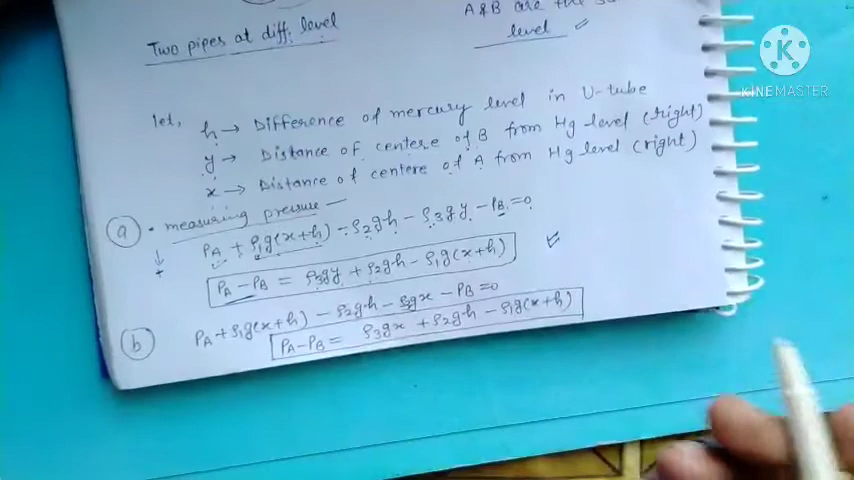 Two pipes at diff. level
A & B are the
level
let,
h → Difference of mercury level in U-tube
y → Distance of centere of B from Hg level (right)
x → Distance of centere of A from Hg level (right)
(a) • measuring pressure —
PA + ρ1g(x+h) - ρ2gh - ρ3gy - PB = 0
PA - PB = ρ3gy + ρ2gh - ρ1g(x+h)
(b) PA + ρ1g(x+h) - ρ2gh - ρ3gx - PB = 0
PA - PB = ρ3gx + ρ2gh - ρ1g(x+h)
K
KINEMASTER